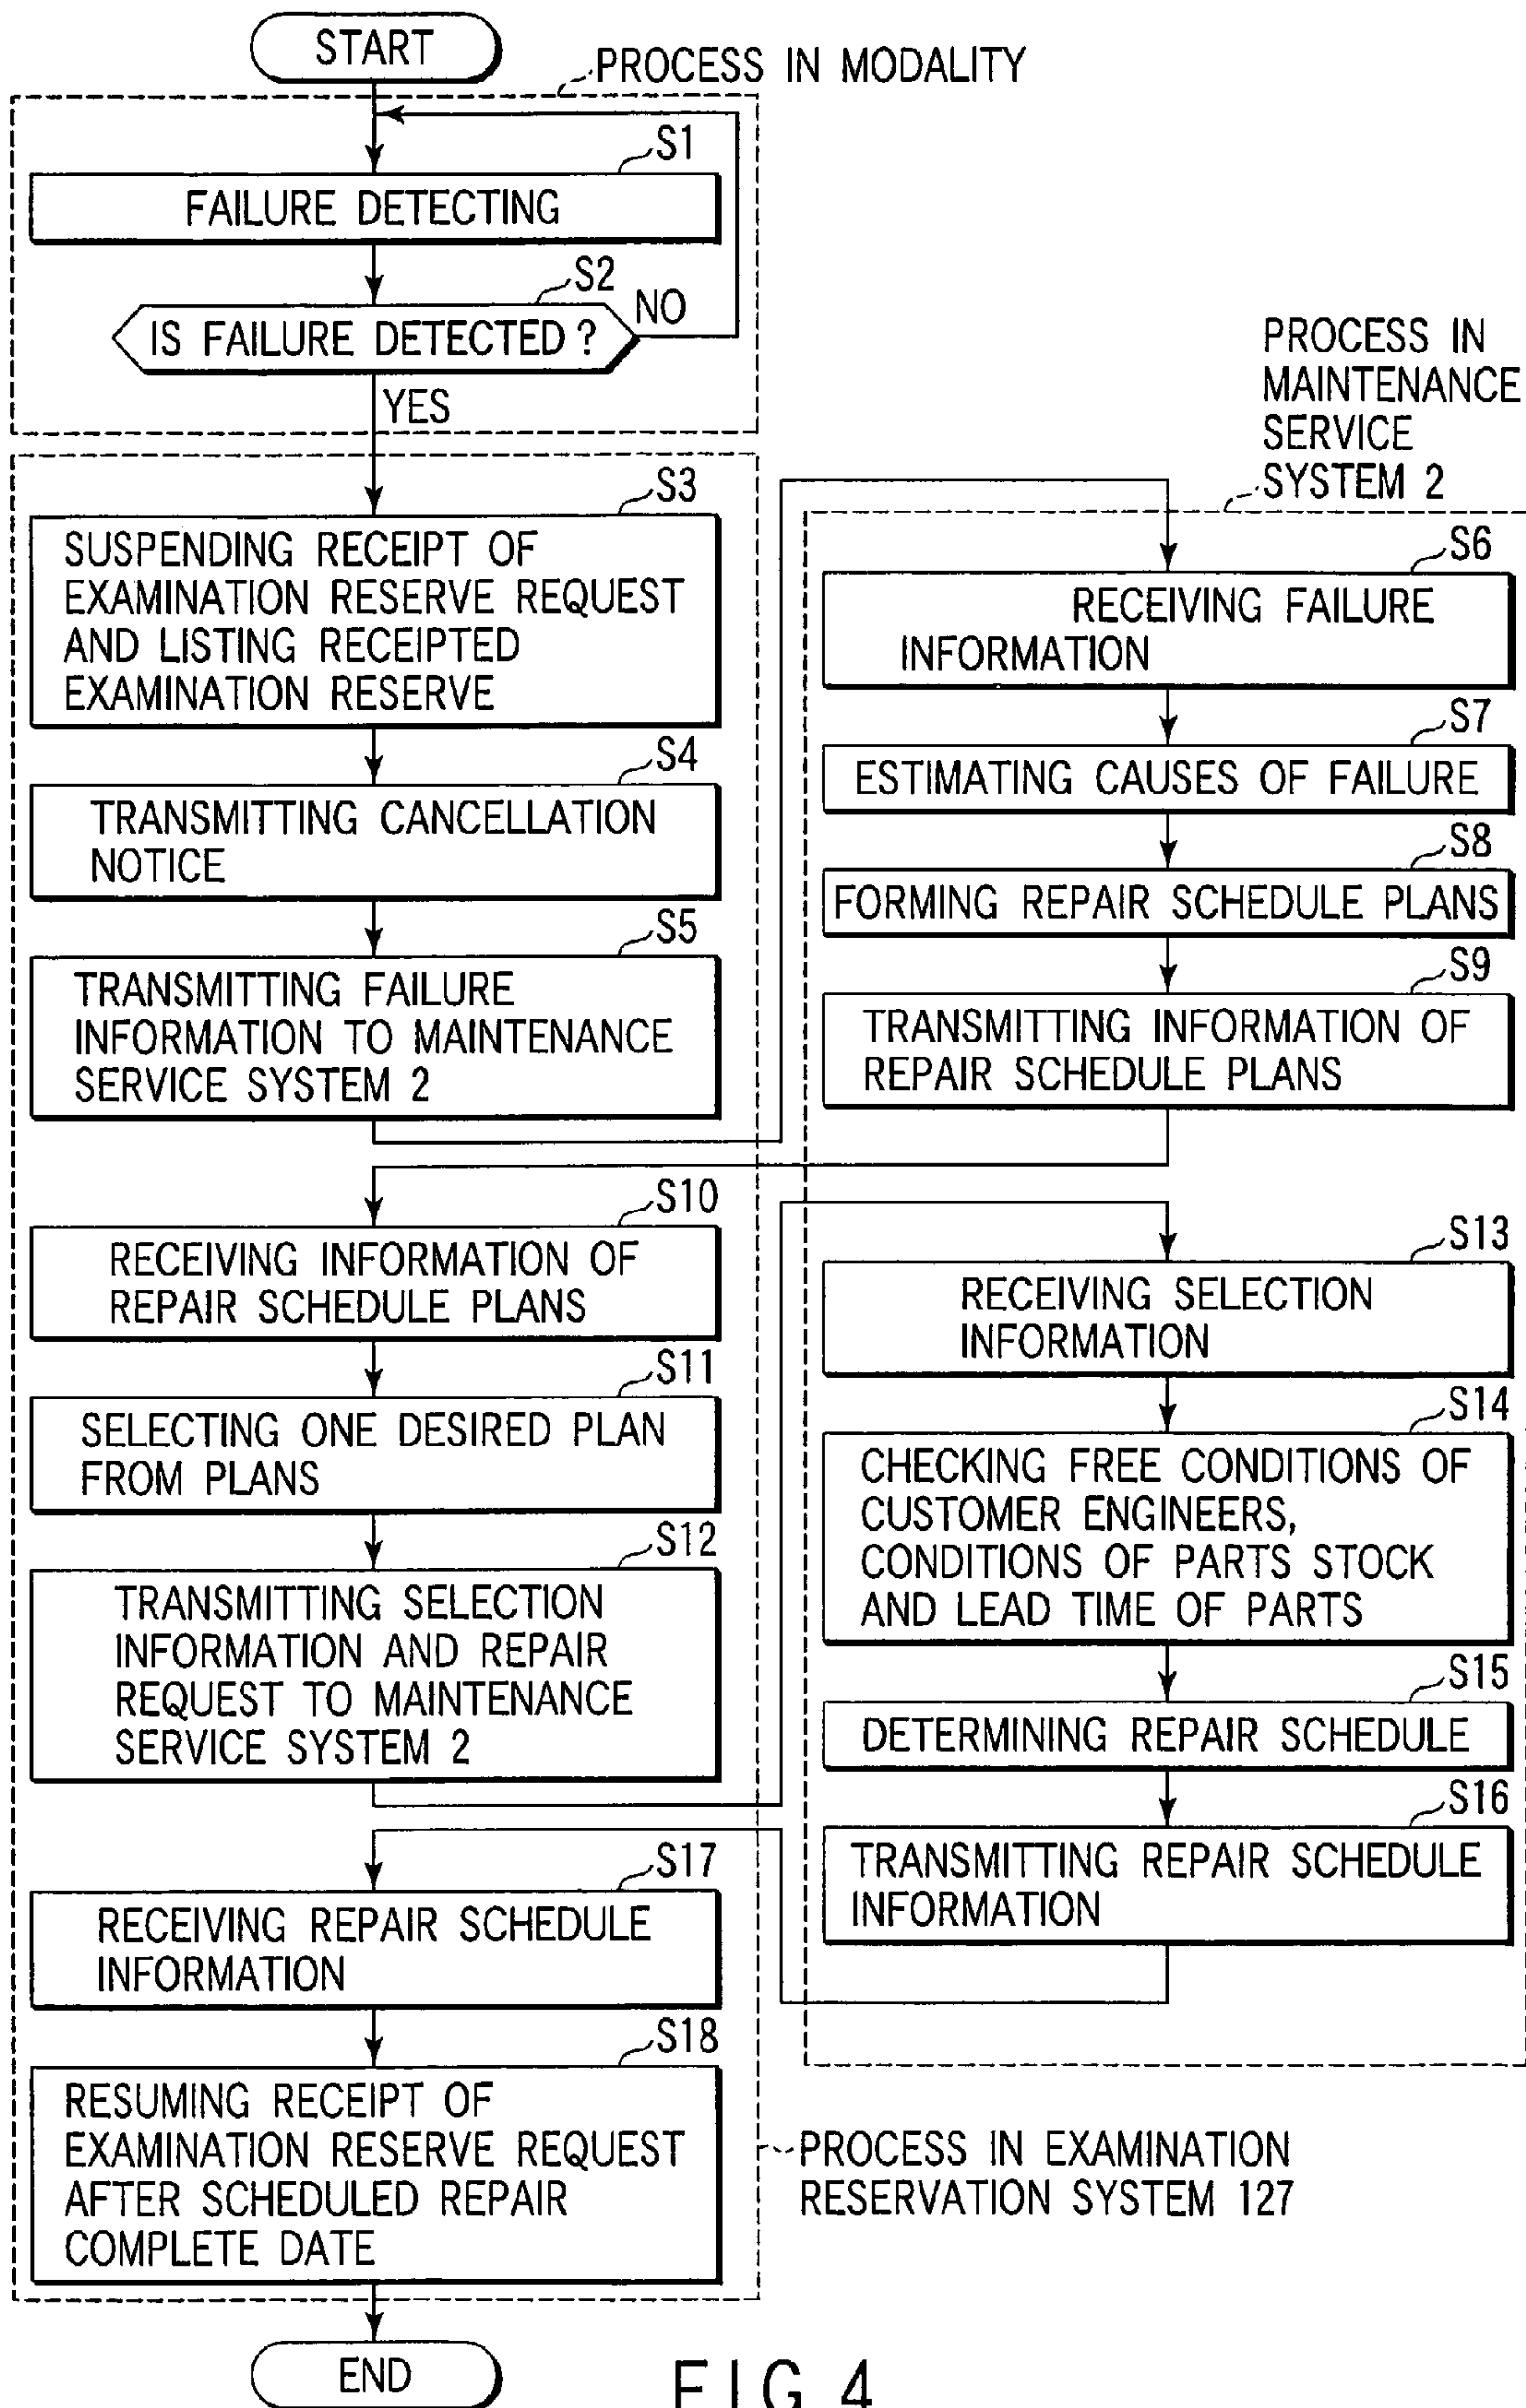 START
PROCESS IN MODALITY
S1
FAILURE DETECTING
S2
IS FAILURE DETECTED?
NO
YES
S3
SUSPENDING RECEIPT OF
EXAMINATION RESERVE REQUEST
AND LISTING RECEIPTED
EXAMINATION RESERVE
S4
TRANSMITTING CANCELLATION
NOTICE
S5
TRANSMITTING FAILURE
INFORMATION TO MAINTENANCE
SERVICE SYSTEM 2
PROCESS IN
MAINTENANCE
SERVICE
SYSTEM 2
S6
RECEIVING FAILURE
INFORMATION
S7
ESTIMATING CAUSES OF FAILURE
S8
FORMING REPAIR SCHEDULE PLANS
S9
TRANSMITTING INFORMATION OF
REPAIR SCHEDULE PLANS
S10
RECEIVING INFORMATION OF
REPAIR SCHEDULE PLANS
S11
SELECTING ONE DESIRED PLAN
FROM PLANS
S12
TRANSMITTING SELECTION
INFORMATION AND REPAIR
REQUEST TO MAINTENANCE
SERVICE SYSTEM 2
S13
RECEIVING SELECTION
INFORMATION
S14
CHECKING FREE CONDITIONS OF
CUSTOMER ENGINEERS,
CONDITIONS OF PARTS STOCK
AND LEAD TIME OF PARTS
S15
DETERMINING REPAIR SCHEDULE
S16
TRANSMITTING REPAIR SCHEDULE
INFORMATION
S17
RECEIVING REPAIR SCHEDULE
INFORMATION
S18
RESUMING RECEIPT OF
EXAMINATION RESERVE REQUEST
AFTER SCHEDULED REPAIR
COMPLETE DATE
PROCESS IN EXAMINATION
RESERVATION SYSTEM 127
END
FIG. 4